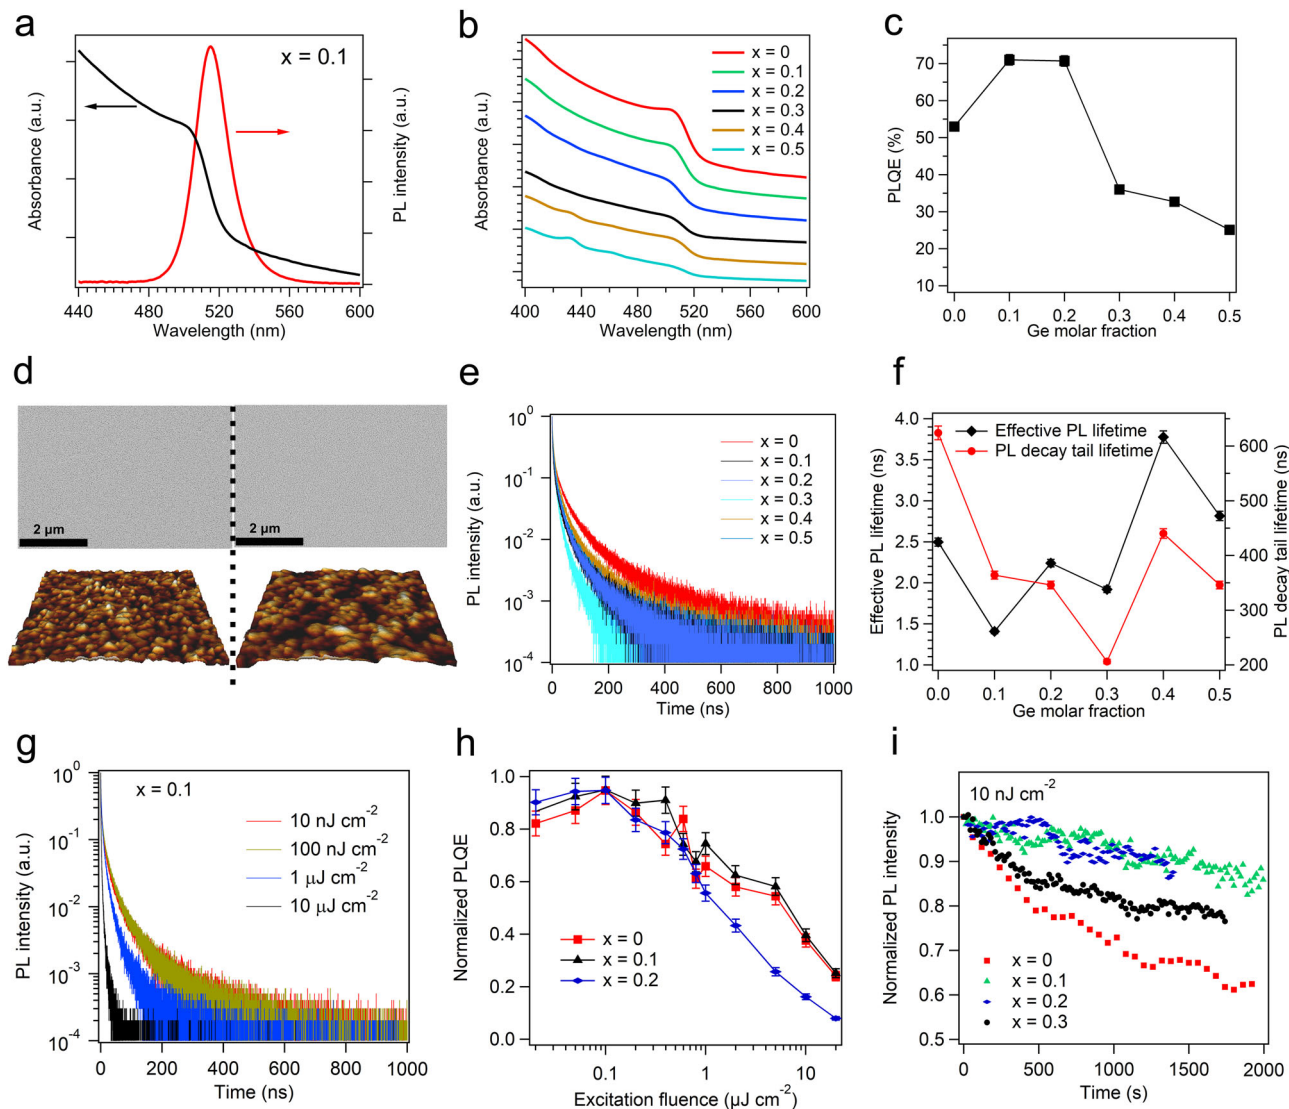 a
x = 0.1
Absorbance (a.u.)
PL intensity (a.u.)
440 480 520 560 600
Wavelength (nm)
b
x = 0
x = 0.1
x = 0.2
x = 0.3
x = 0.4
x = 0.5
Absorbance (a.u.)
400 440 480 520 560 600
Wavelength (nm)
c
PLQE (%)
70
60
50
40
30
20
10
0.0 0.1 0.2 0.3 0.4 0.5
Ge molar fraction
d
2 µm
2 µm
e
PL intensity (a.u.)
10^0
10^-1
10^-2
10^-3
10^-4
x = 0
x = 0.1
x = 0.2
x = 0.3
x = 0.4
x = 0.5
0 200 400 600 800 1000
Time (ns)
f
Effective PL lifetime (ns)
4.0
3.5
3.0
2.5
2.0
1.5
1.0
Effective PL lifetime
PL decay tail lifetime
600
500
400
300
200
PL decay tail lifetime (ns)
0.0 0.1 0.2 0.3 0.4 0.5
Ge molar fraction
g
PL intensity (a.u.)
10^0
10^-1
10^-2
10^-3
10^-4
x = 0.1
10 nJ cm^-2
100 nJ cm^-2
1 µJ cm^-2
10 µJ cm^-2
0 200 400 600 800 1000
Time (ns)
h
Normalized PLQE
1.0
0.8
0.6
0.4
0.2
0.0
x = 0
x = 0.1
x = 0.2
0.1 1 10
Excitation fluence (µJ cm^-2)
i
Normalized PL intensity
1.0
0.9
0.8
0.7
0.6
0.5
10 nJ cm^-2
x = 0
x = 0.1
x = 0.2
x = 0.3
0 500 1000 1500 2000
Time (s)